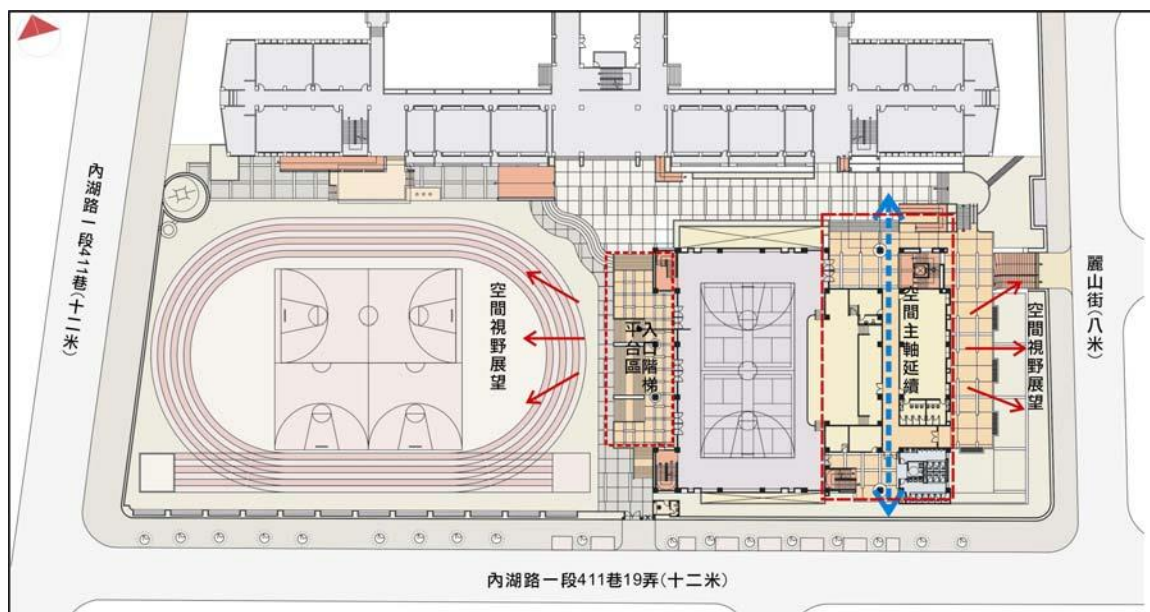 內湖路一段411巷(十二米)
空間視野展望
入口階梯
平台區
空間主軸延續
空間視野展望
麗山街(八米)
內湖路一段411巷19弄(十二米)